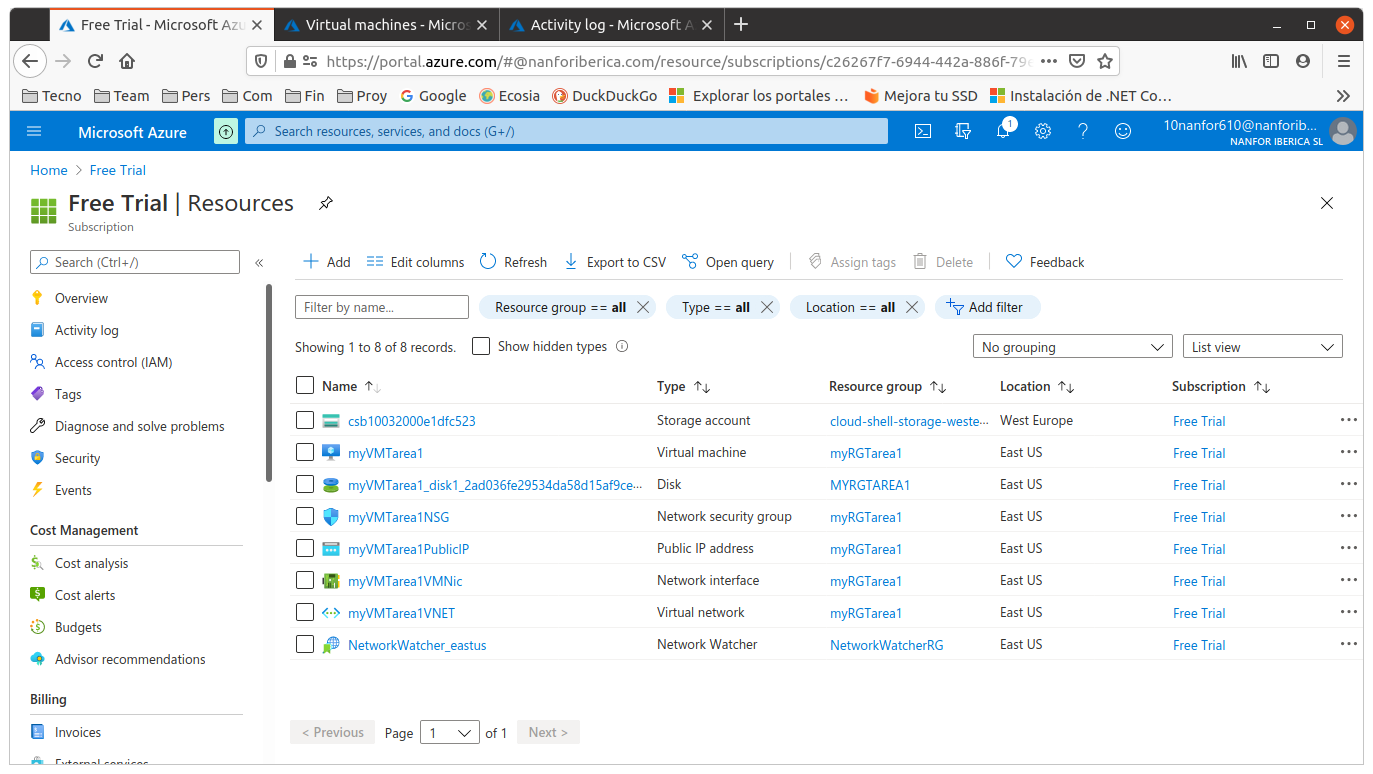 Free Trial - Microsoft Azu
Virtual machines - Micros
Activity log - Microsoft A
https://portal.azure.com/#@nanforiberica.com/resource/subscriptions/c26267f7-6944-442a-886f-79e
Tecno Team Pers Com Fin Proy Google Ecosia DuckDuckGo Explorar los portales ... Mejora tu SSD Instalación de .NET Co...
Microsoft Azure Search resources, services, and docs (G+/) 1 10nanfor610@nanforib...
NANFOR IBERICA SL
Home > Free Trial
Free Trial | Resources
Subscription
Search (Ctrl+/) «
Overview
Activity log
Access control (IAM)
Tags
Diagnose and solve problems
Security
Events
Cost Management
Cost analysis
Cost alerts
Budgets
Advisor recommendations
Billing
Invoices
External services
Add Edit columns Refresh Export to CSV Open query Assign tags Delete Feedback
Filter by name... Resource group == all Type == all Location == all Add filter
Showing 1 to 8 of 8 records. Show hidden types No grouping List view
Name Type Resource group Location Subscription
csb10032000e1dfc523 Storage account cloud-shell-storage-weste... West Europe Free Trial
myVMTarea1 Virtual machine myRGTarea1 East US Free Trial
myVMTarea1_disk1_2ad036fe29534da58d15af9ce... Disk MYRGTAREA1 East US Free Trial
myVMTarea1NSG Network security group myRGTarea1 East US Free Trial
myVMTarea1PublicIP Public IP address myRGTarea1 East US Free Trial
myVMTarea1VMNic Network interface myRGTarea1 East US Free Trial
myVMTarea1VNET Virtual network myRGTarea1 East US Free Trial
NetworkWatcher_eastus Network Watcher NetworkWatcherRG East US Free Trial
< Previous Page 1 of 1 Next >